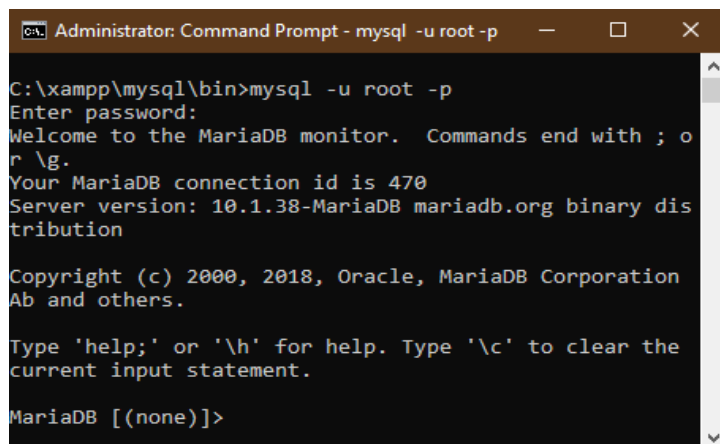 Administrator: Command Prompt - mysql -u root -p
C:\xampp\mysql\bin>mysql -u root -p
Enter password:
Welcome to the MariaDB monitor.  Commands end with ; o
r \g.
Your MariaDB connection id is 470
Server version: 10.1.38-MariaDB mariadb.org binary dis
tribution
Copyright (c) 2000, 2018, Oracle, MariaDB Corporation
Ab and others.
Type 'help;' or '\h' for help. Type '\c' to clear the
current input statement.
MariaDB [(none)]>